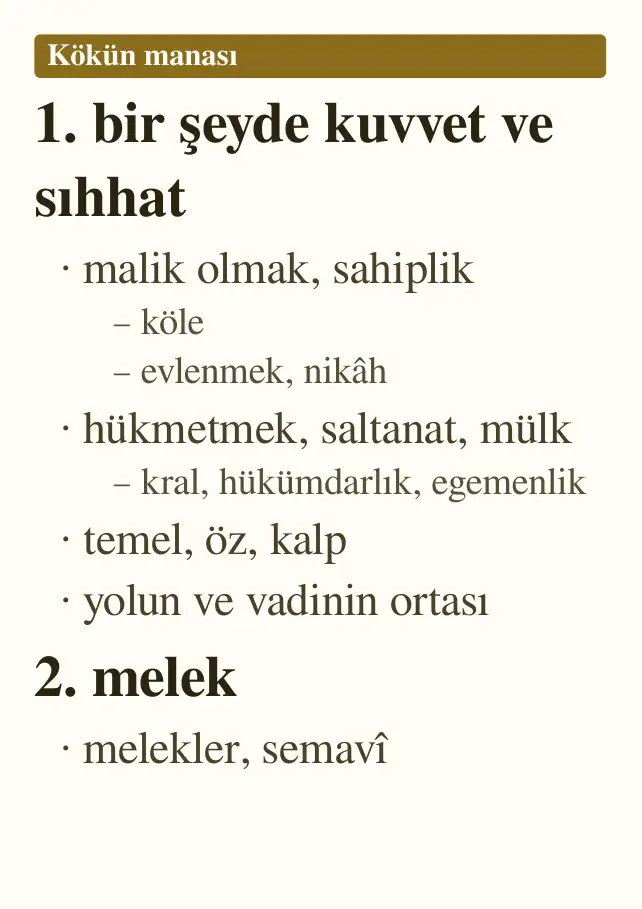 Kökün manası
1. bir şeyde kuvvet ve
sıhhat
· malik olmak, sahiplik
– köle
– evlenmek, nikâh
· hükmetmek, saltanat, mülk
– kral, hükümdarlık, egemenlik
· temel, öz, kalp
· yolun ve vadinin ortası
2. melek
· melekler, semavî